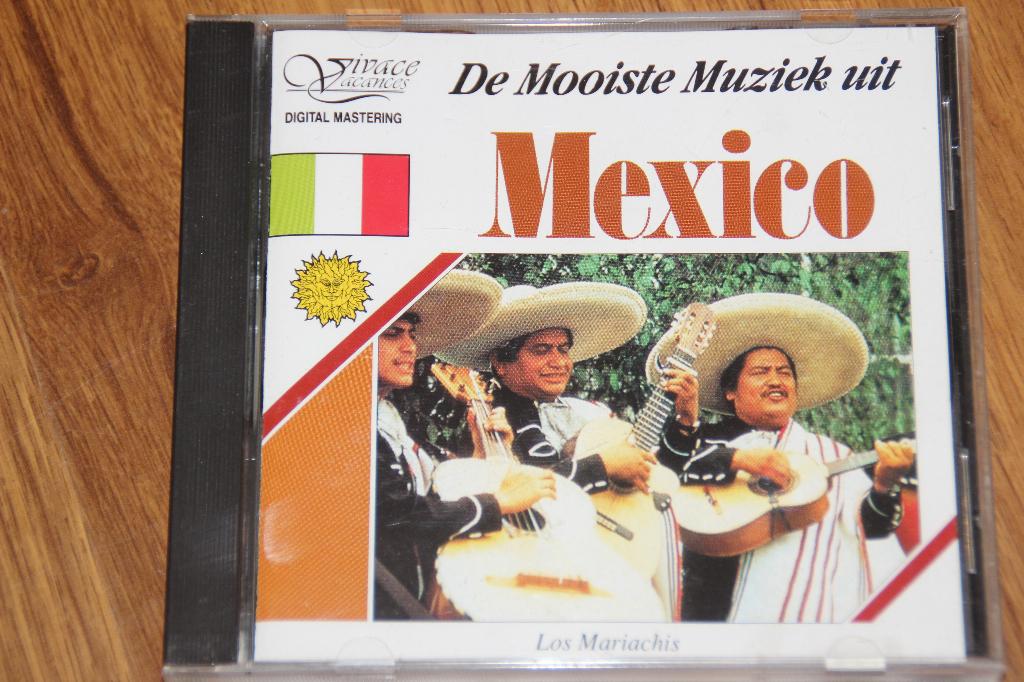 Vivace
Vacances
DIGITAL MASTERING
De Mooiste Muziek uit
Mexico
Los Mariachis